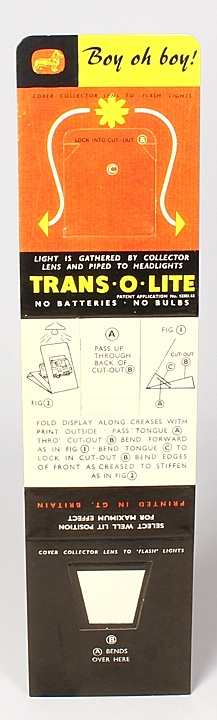 Boy oh boy!
COVER COLLECTOR LENS TO 'FLASH' LIGHTS
LOCK INTO CUT-OUT B
C
LIGHT IS GATHERED BY COLLECTOR
LENS AND PIPED TO HEADLIGHTS
TRANS·O·LITE
PATENT APPLICATION No.
NO BATTERIES · NO BULBS
A
PASS UP
THROUGH
BACK OF
CUT-OUT B
FIG 1
CUT-OUT
B
C
A
FIG 2
FOLD DISPLAY ALONG CREASES WITH
PRINT OUTSIDE · PASS TONGUE A
THRO' CUT-OUT B BEND FORWARD
AS IN FIG 1 · BEND TONGUE C TO
LOCK IN CUT-OUT B BEND EDGES
OF FRONT AS CREASED TO STIFFEN
AS IN FIG 2
PRINTED IN GT. BRITAIN
SELECT WELL LIT POSITION
FOR MAXIMUM EFFECT
COVER COLLECTOR LENS TO 'FLASH' LIGHTS
B
A BENDS
OVER HERE